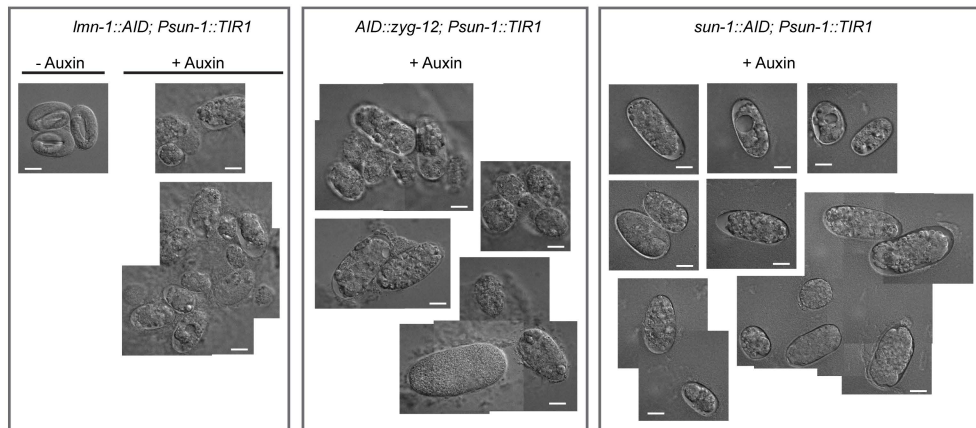 lmn-1::AID; Psun-1::TIR1
- Auxin
+ Auxin
AID::zyg-12; Psun-1::TIR1
+ Auxin
sun-1::AID; Psun-1::TIR1
+ Auxin